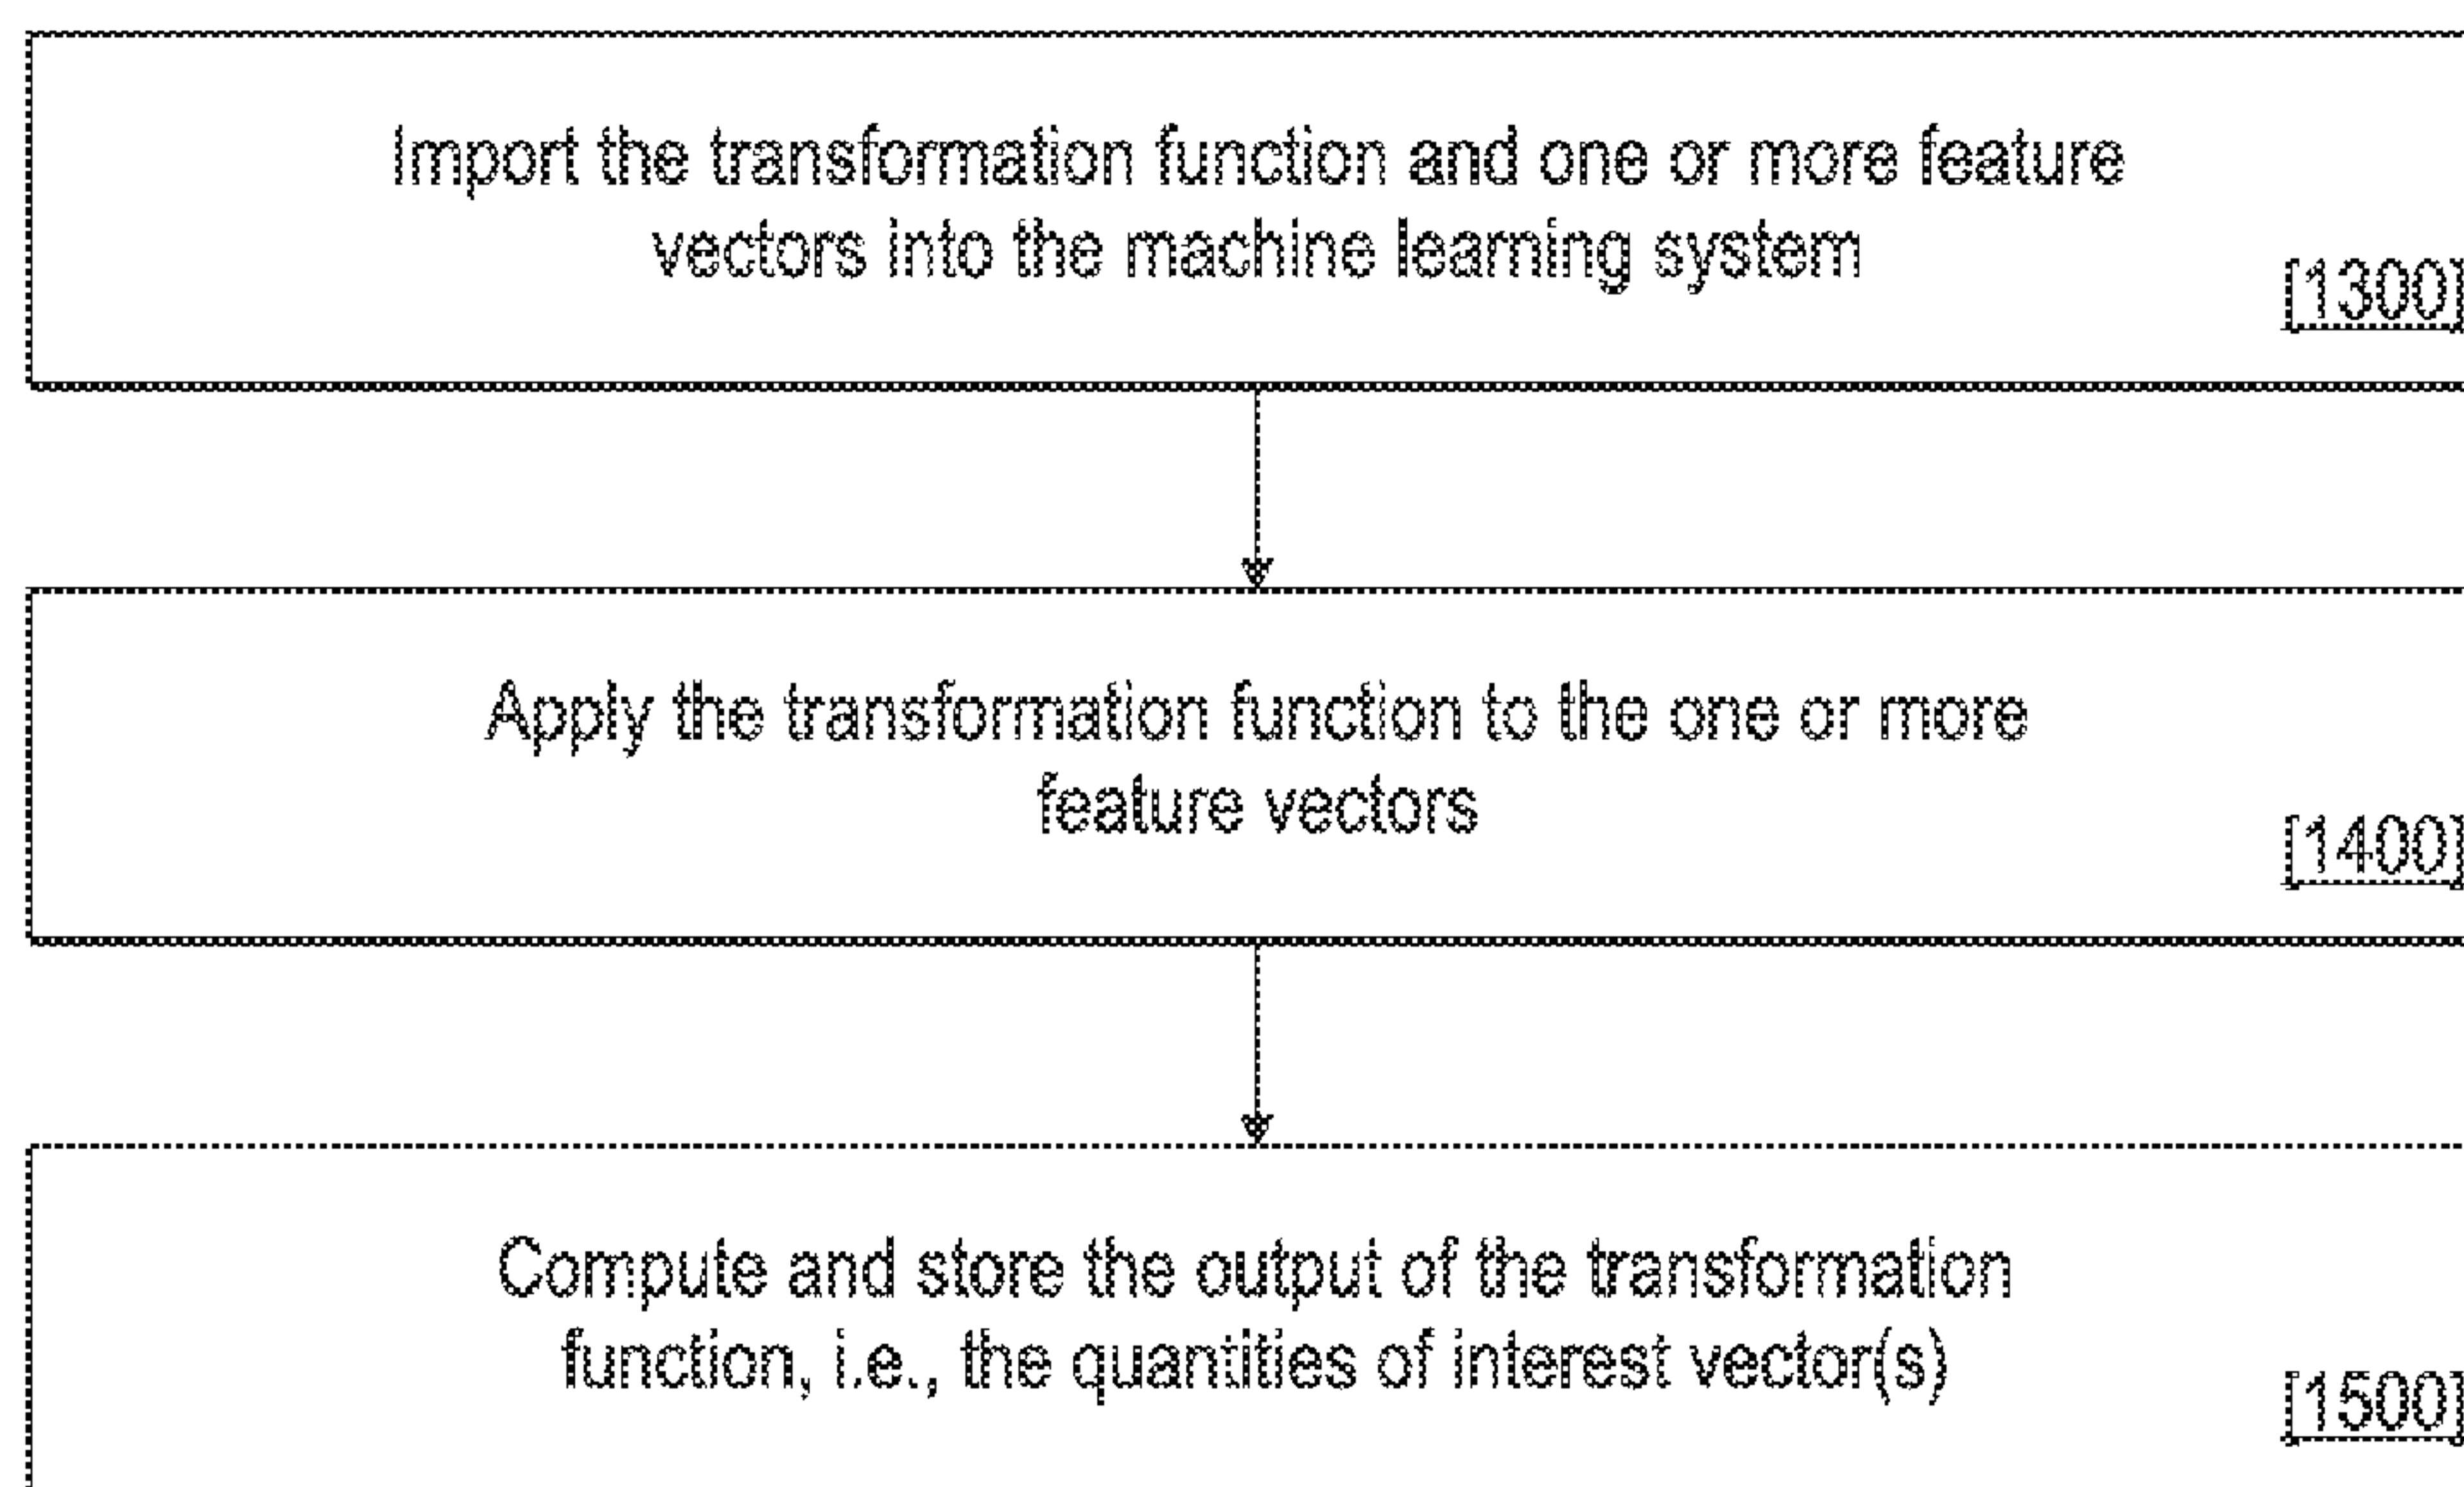 Import the transformation function and one or more feature
vectors into the machine learning system
[1300]
Apply the transformation function to the one or more
feature vectors
[1400]
Compute and store the output of the transformation
function, i.e., the quantities of interest vector(s)
[1500]